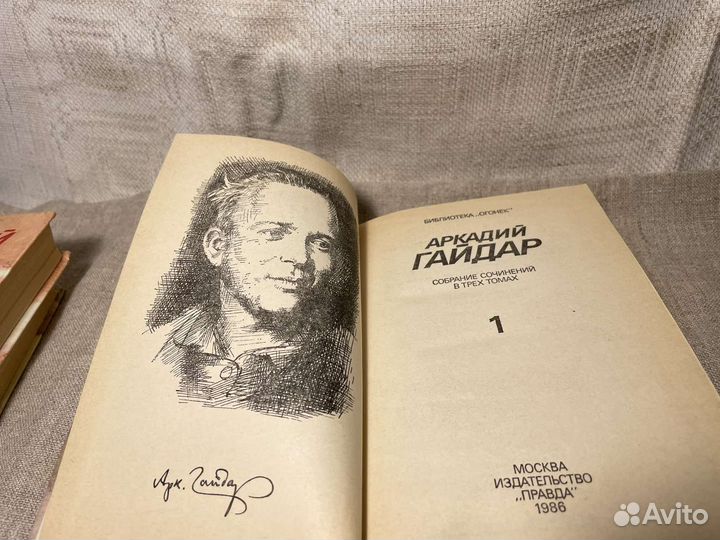 Арк. Гайдар
БИБЛИОТЕКА „ОГОНЕК"
АРКАДИЙ
ГАЙДАР
СОБРАНИЕ СОЧИНЕНИЙ
В ТРЕХ ТОМАХ
1
МОСКВА
ИЗДАТЕЛЬСТВО
„ПРАВДА"
1986
Avito